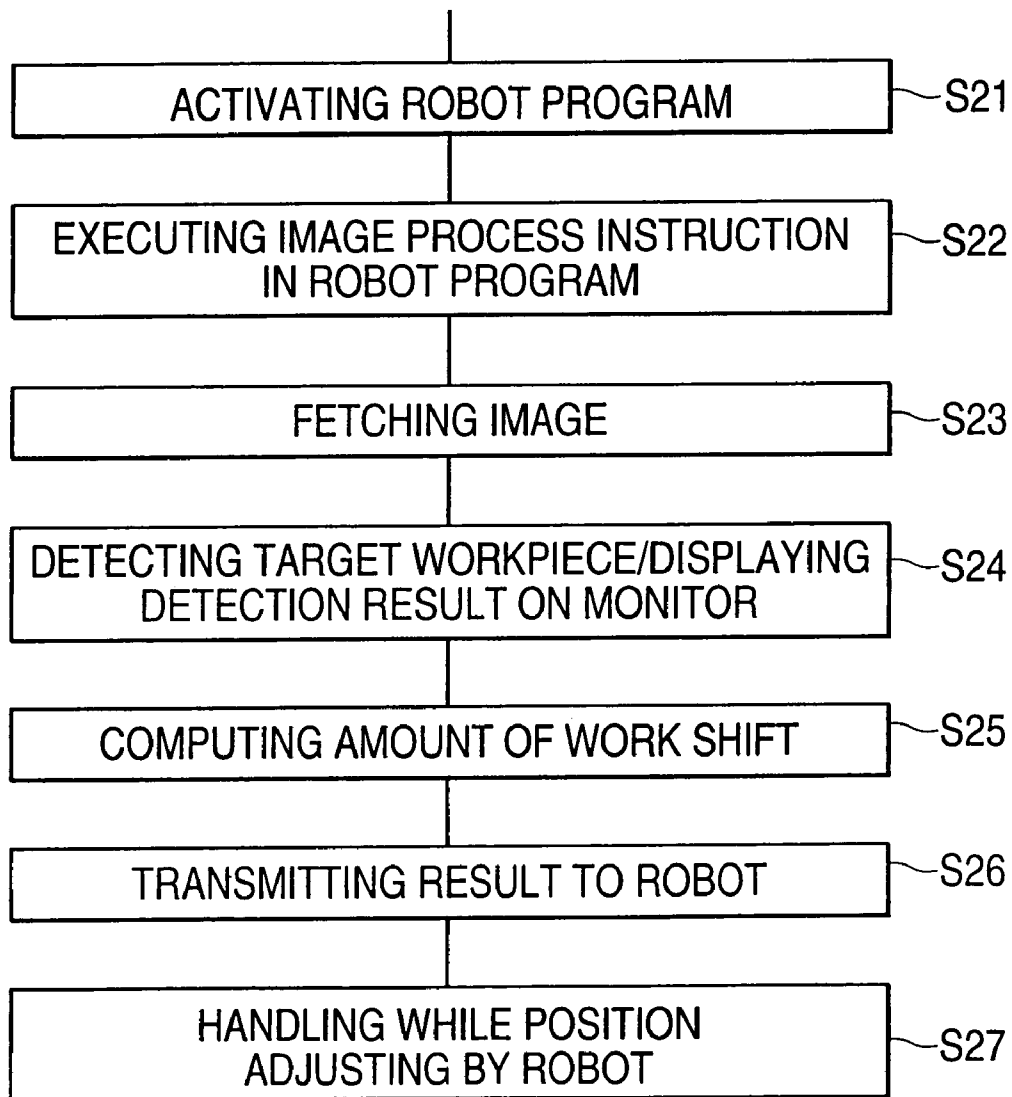 ACTIVATING ROBOT PROGRAM
S21
EXECUTING IMAGE PROCESS INSTRUCTION
IN ROBOT PROGRAM
S22
FETCHING IMAGE
S23
DETECTING TARGET WORKPIECE/DISPLAYING
DETECTION RESULT ON MONITOR
S24
COMPUTING AMOUNT OF WORK SHIFT
S25
TRANSMITTING RESULT TO ROBOT
S26
HANDLING WHILE POSITION
ADJUSTING BY ROBOT
S27